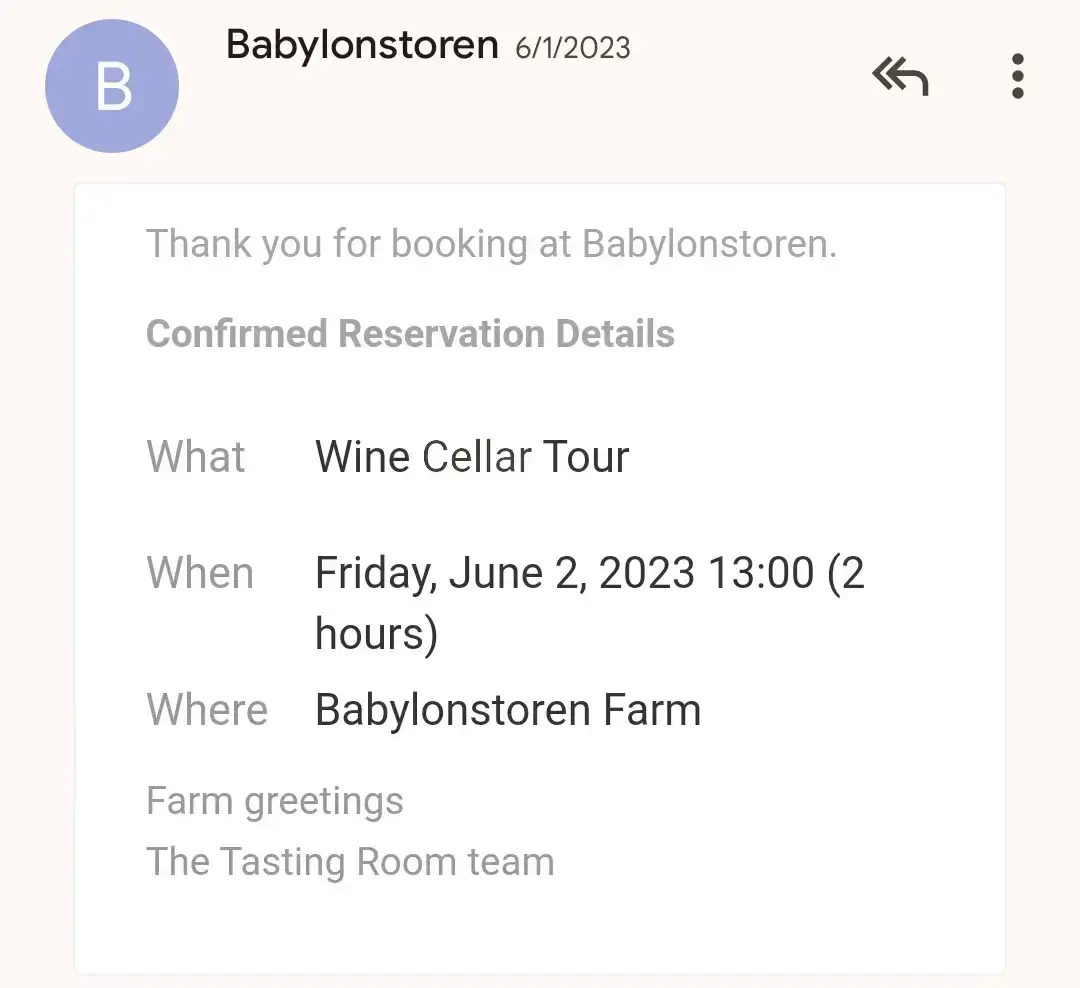 B
Babylonstoren 6/1/2023
Thank you for booking at Babylonstoren.
Confirmed Reservation Details
What Wine Cellar Tour
When Friday, June 2, 2023 13:00 (2
hours)
Where Babylonstoren Farm
Farm greetings
The Tasting Room team